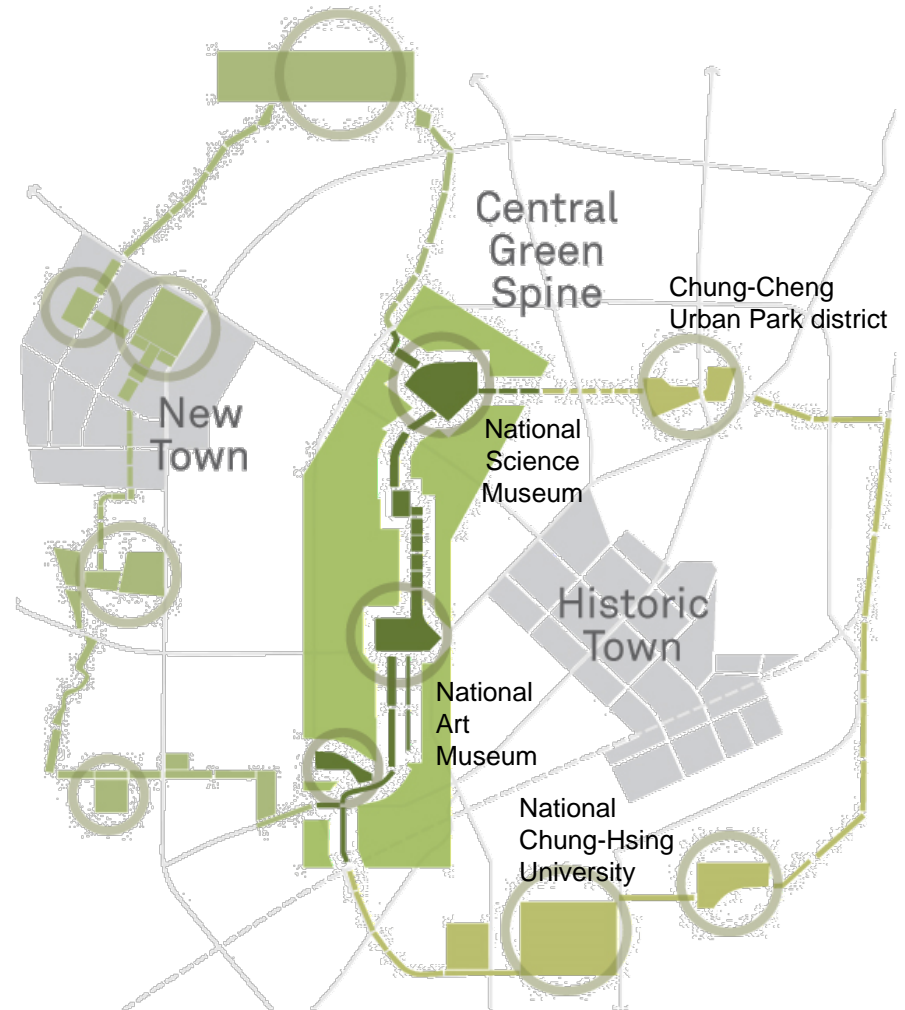 Central
Green
Spine
Chung-Cheng
Urban Park district
New
Town
National
Science
Museum
Historic
Town
National
Art
Museum
National
Chung-Hsing
University